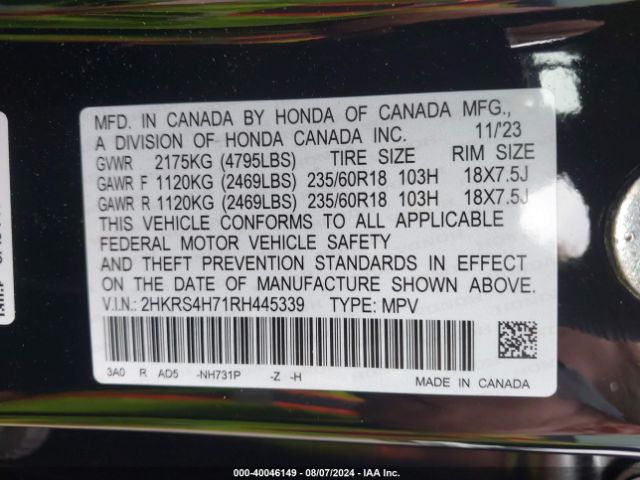 MFD. IN CANADA BY HONDA OF CANADA MFG.,
A DIVISION OF HONDA CANADA INC. 11/'23
GVWR 2175KG (4795LBS) TIRE SIZE RIM SIZE
GAWR F 1120KG (2469LBS) 235/60R18 103H 18X7.5J
GAWR R 1120KG (2469LBS) 235/60R18 103H 18X7.5J
THIS VEHICLE CONFORMS TO ALL APPLICABLE
FEDERAL MOTOR VEHICLE SAFETY
AND THEFT PREVENTION STANDARDS IN EFFECT
ON THE DATE OF MANUFACTURE SHOWN ABOVE.
V.I.N.: 2HKRS4H71RH445339 TYPE: MPV
3A0 R AD5 -NH731P -Z -H
MADE IN CANADA
000-40046149 - 08/07/2024 - IAA Inc.